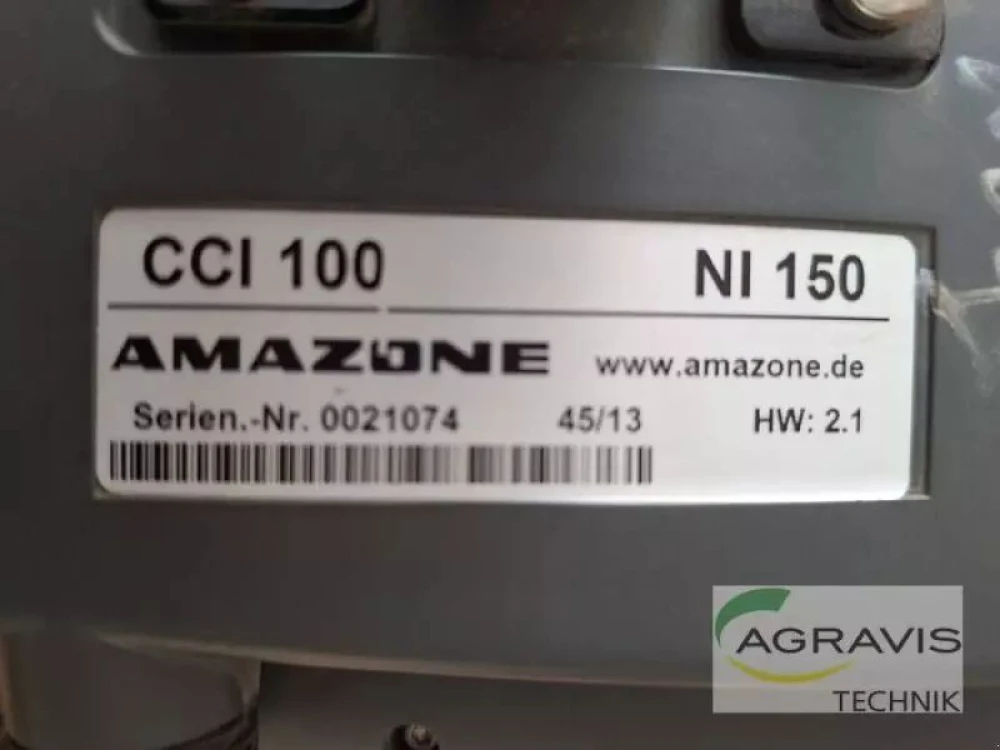 CCI 100 NI 150
AMAZONE www.amazone.de
Serien.-Nr. 0021074 45/13 HW: 2.1
AGRAVIS
TECHNIK